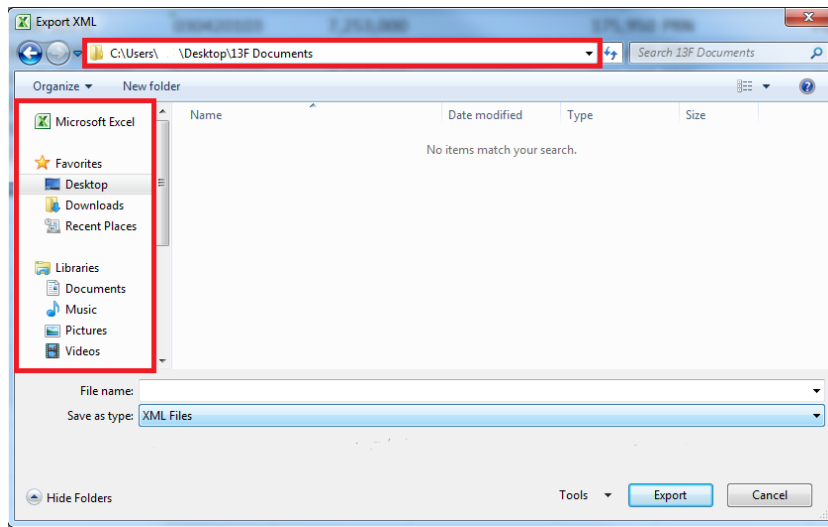 Export XML
C:\Users\ \Desktop\13F Documents
Search 13F Documents
Organize
New folder
Microsoft Excel
Favorites
Desktop
Downloads
Recent Places
Libraries
Documents
Music
Pictures
Videos
Name
Date modified
Type
Size
No items match your search.
File name:
Save as type: XML Files
Hide Folders
Tools
Export
Cancel